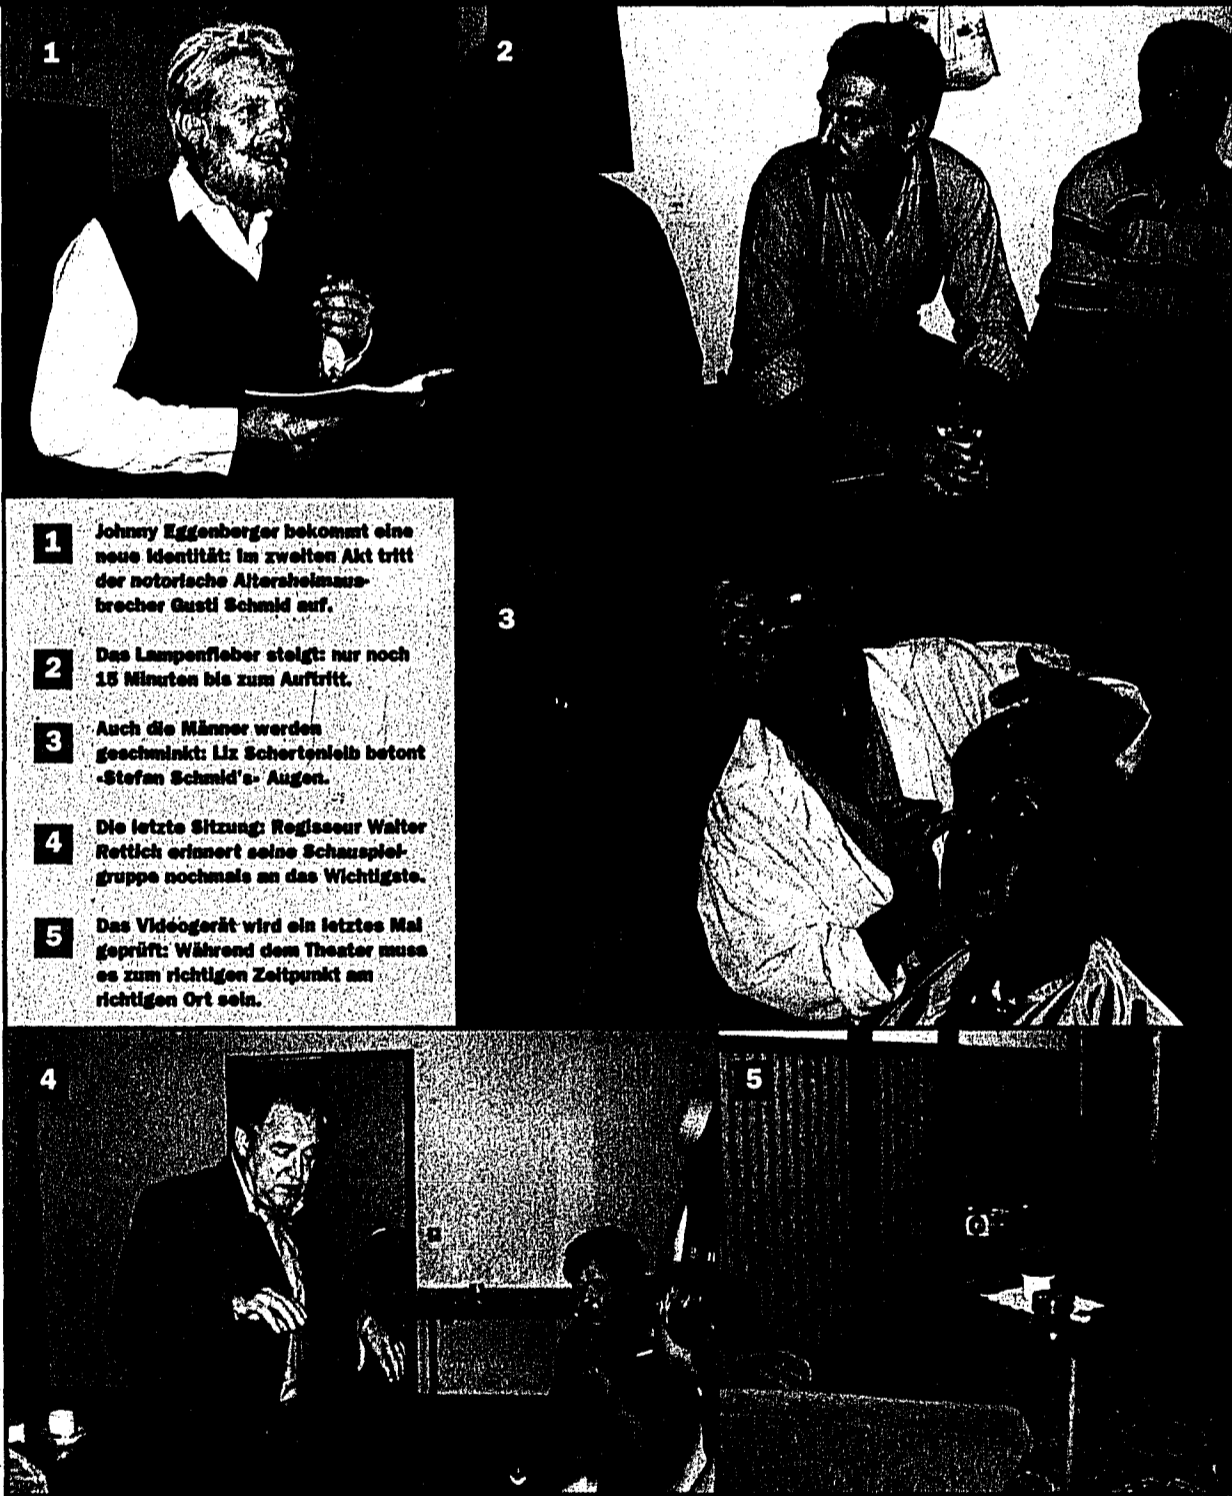 1
2
1
Johnny Eggenberger bekommt eine
neue Identität: Im zweiten Akt tritt
der notorische Altersheimaus-
brecher Gusti Schmid auf.
2
Das Lampenfieber steigt: nur noch
15 Minuten bis zum Auftritt.
3
Auch die Männer werden
geschminkt: Liz Schertenleib betont
«Stefan Schmid's» Augen.
4
Die letzte Sitzung: Regisseur Walter
Rettich erinnert seine Schauspiel-
gruppe nochmals an das Wichtigste.
5
Das Videogerät wird ein letztes Mal
geprüft: Während dem Theater muss
es zum richtigen Zeitpunkt am
richtigen Ort sein.
3
4
5